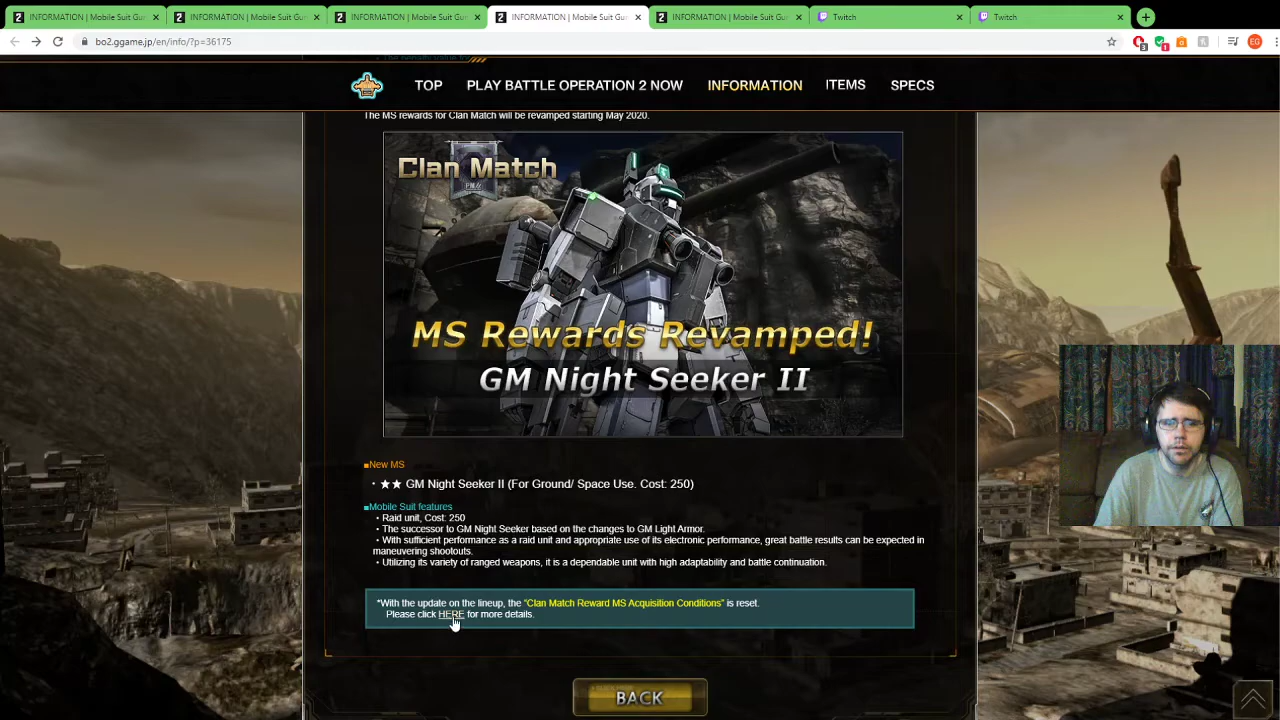 INFORMATION | Mobile Suit Gun
INFORMATION | Mobile Suit Gun
INFORMATION | Mobile Suit Gun
INFORMATION | Mobile Suit Gun
INFORMATION | Mobile Suit Gun
Twitch
Twitch
bo2.ggame.jp/en/info/?p=36175
TOP
PLAY BATTLE OPERATION 2 NOW
INFORMATION
ITEMS
SPECS
The MS rewards for Clan Match will be revamped starting May 2020.
Clan Match
MS Rewards Revamped!
GM Night Seeker II
■New MS
・★★ GM Night Seeker II (For Ground/ Space Use. Cost: 250)
■Mobile Suit features
・Raid unit, Cost: 250
・The successor to GM Night Seeker based on the changes to GM Light Armor.
・With sufficient performance as a raid unit and appropriate use of its electronic performance, great battle results can be expected in
maneuvering shootouts.
・Utilizing its variety of ranged weapons, it is a dependable unit with high adaptability and battle continuation.
*With the update on the lineup, the “Clan Match Reward MS Acquisition Conditions” is reset.
Please click HERE for more details.
BACK